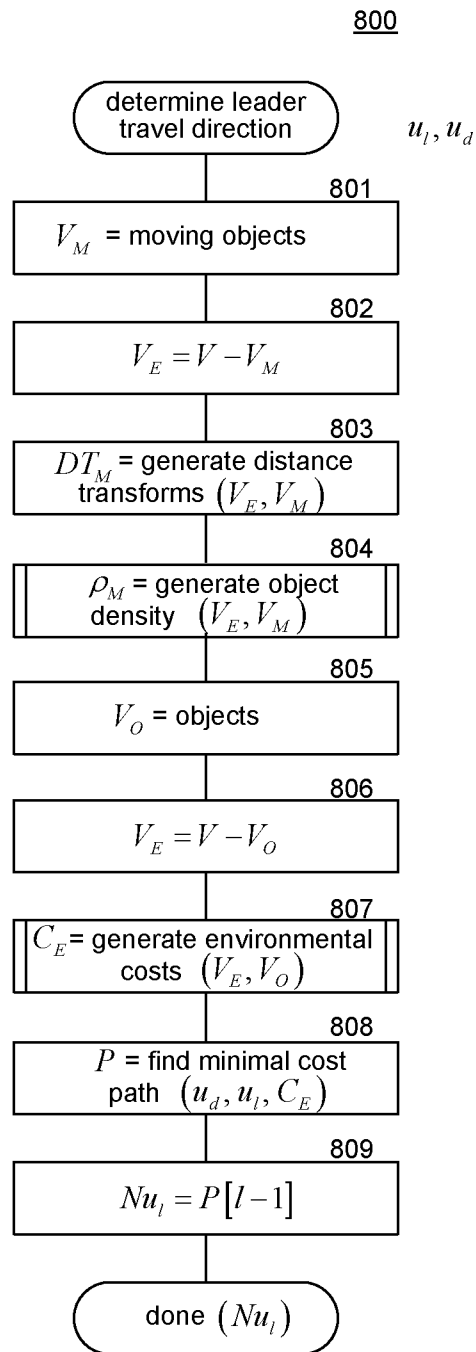 800
determine leader
travel direction
u_l, u_d
801
V_M = moving objects
802
V_E = V − V_M
803
DT_M = generate distance
transforms (V_E, V_M)
804
ρ_M = generate object
density (V_E, V_M)
805
V_O = objects
806
V_E = V − V_O
807
C_E = generate environmental
costs (V_E, V_O)
808
P = find minimal cost
path (u_d, u_l, C_E)
809
Nu_l = P[l−1]
done (Nu_l)